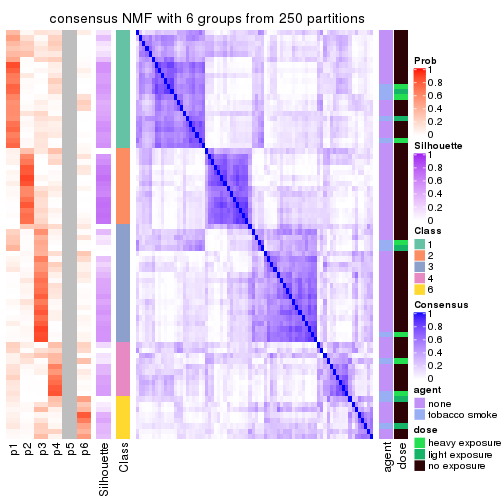 consensus NMF with 6 groups from 250 partitions
Prob
1
0.8
0.6
0.4
0.2
0
Silhouette
1
0.8
0.6
0.4
0.2
0
Class
1
2
3
4
6
Consensus
1
0.8
0.6
0.4
0.2
0
agent
none
tobacco smoke
dose
heavy exposure
light exposure
no exposure
p1
p2
p3
p4
p5
p6
Silhouette
Class
agent
dose